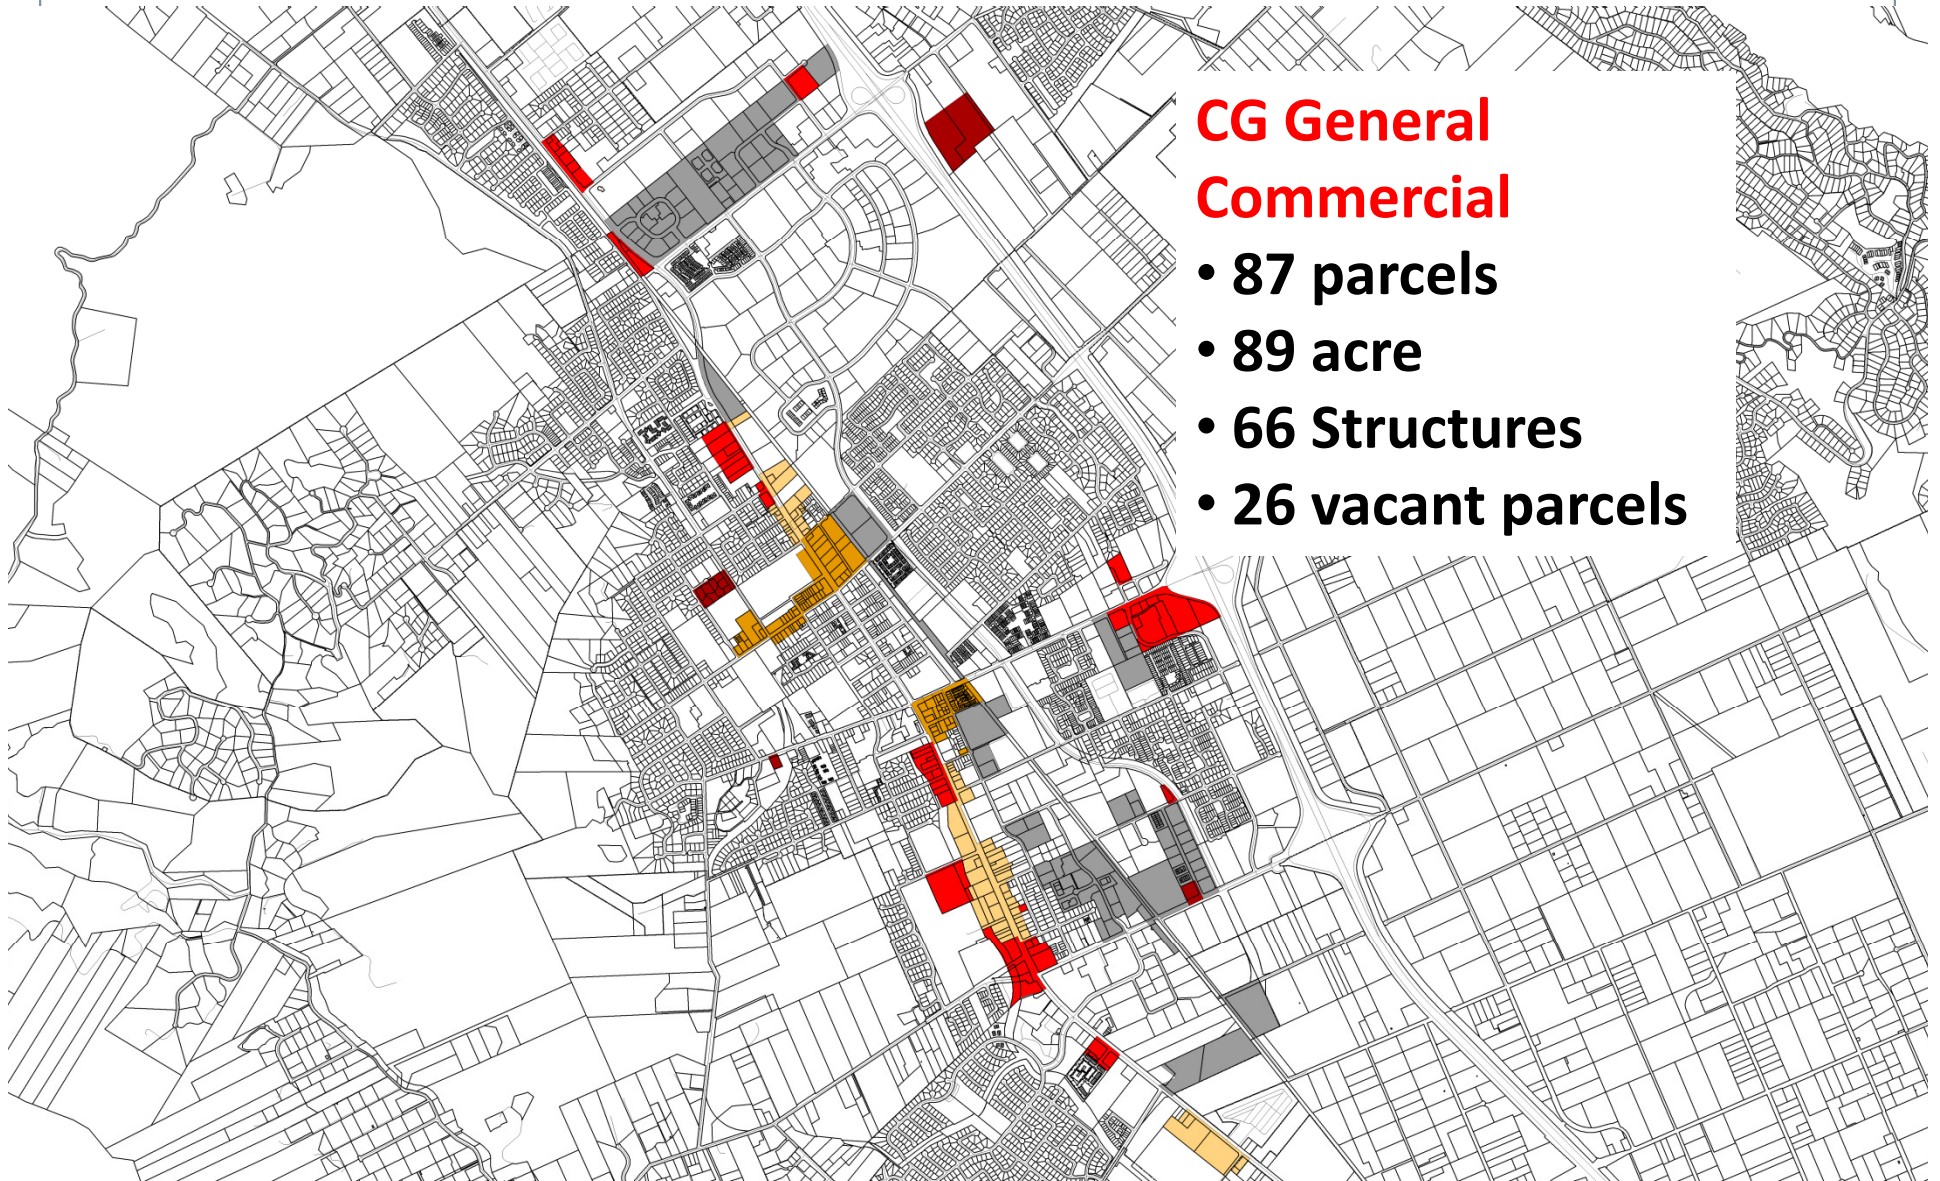 CG General
Commercial
• 87 parcels
• 89 acre
• 66 Structures
• 26 vacant parcels